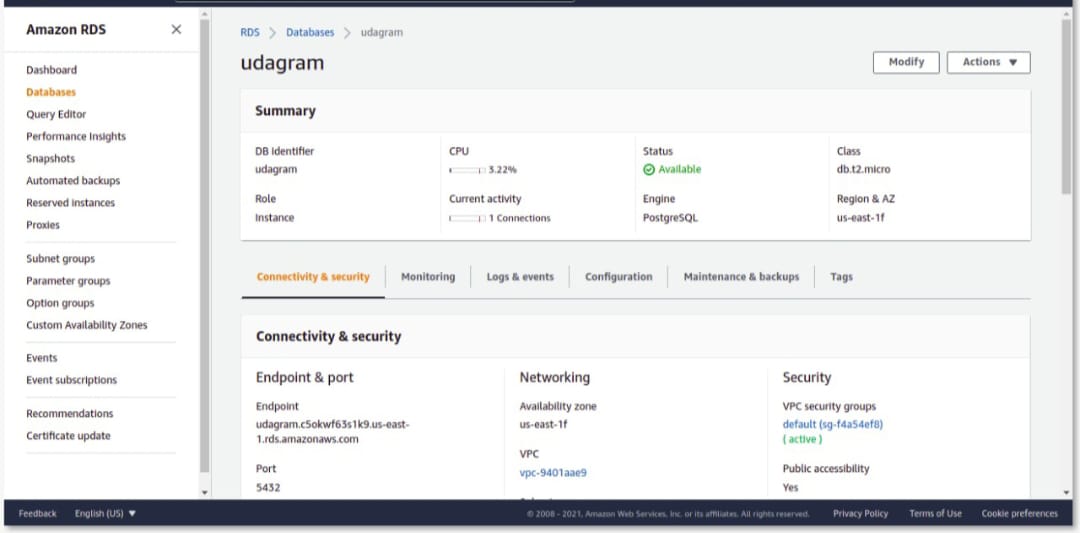 Amazon RDS
Dashboard
Databases
Query Editor
Performance Insights
Snapshots
Automated backups
Reserved instances
Proxies
Subnet groups
Parameter groups
Option groups
Custom Availability Zones
Events
Event subscriptions
Recommendations
Certificate update
RDS > Databases > udagram
udagram
Modify
Actions
Summary
DB identifier
udagram
CPU
3.22%
Status
Available
Class
db.t2.micro
Role
Instance
Current activity
1 Connections
Engine
PostgreSQL
Region & AZ
us-east-1f
Connectivity & security
Monitoring
Logs & events
Configuration
Maintenance & backups
Tags
Connectivity & security
Endpoint & port
Endpoint
udagram.c5okwf63s1k9.us-east-
1.rds.amazonaws.com
Port
5432
Networking
Availability zone
us-east-1f
VPC
vpc-9401aae9
Security
VPC security groups
default (sg-f4a54ef8)
( active )
Public accessibility
Yes
Feedback
English (US)
© 2008 - 2021, Amazon Web Services, Inc. or its affiliates. All rights reserved.
Privacy Policy
Terms of Use
Cookie preferences